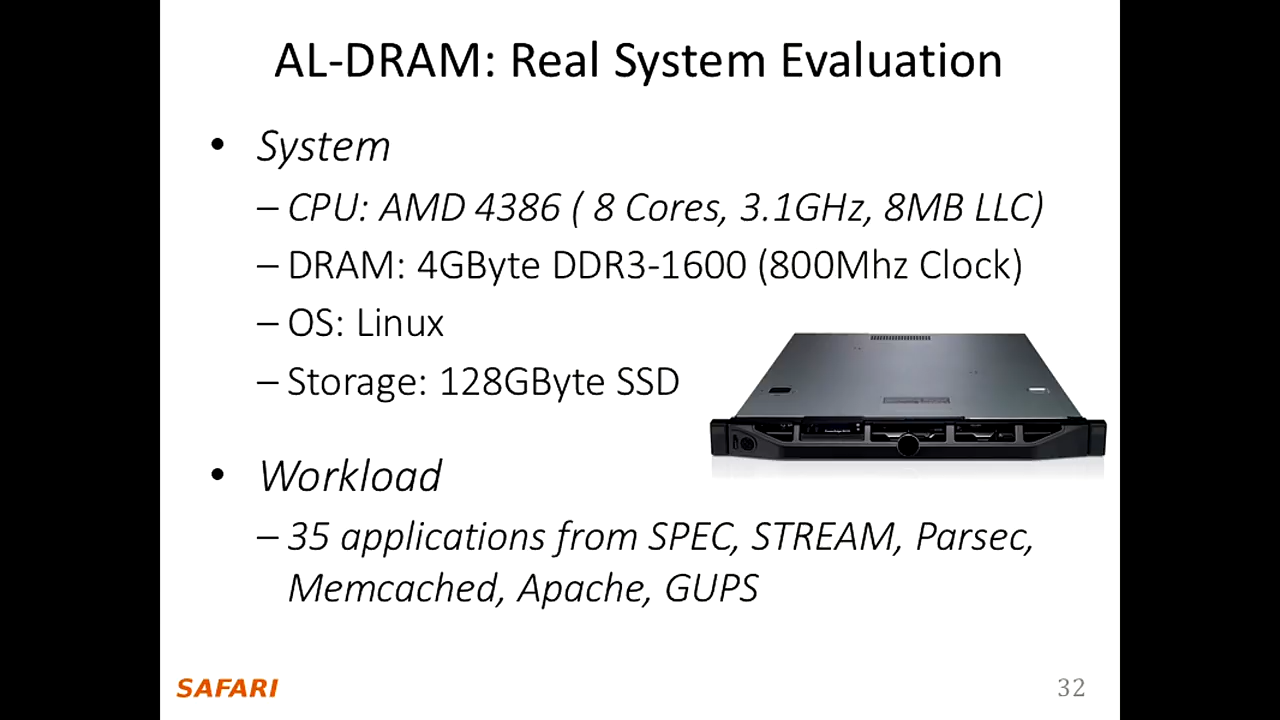 AL-DRAM: Real System Evaluation
• System
– CPU: AMD 4386 ( 8 Cores, 3.1GHz, 8MB LLC)
– DRAM: 4GByte DDR3-1600 (800Mhz Clock)
– OS: Linux
– Storage: 128GByte SSD
• Workload
– 35 applications from SPEC, STREAM, Parsec,
Memcached, Apache, GUPS
SAFARI
32